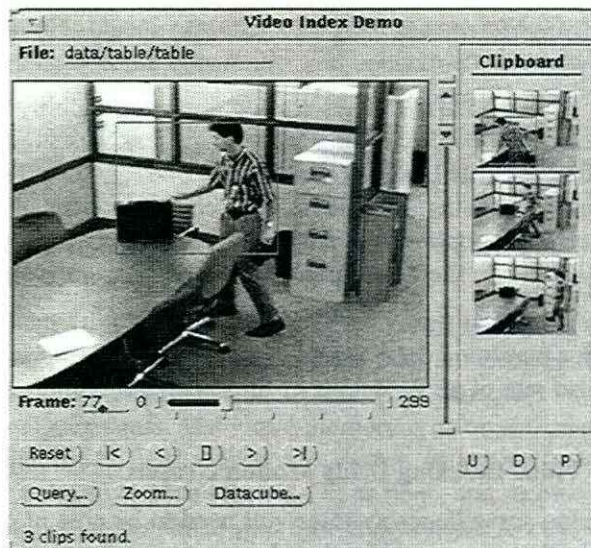 Video Index Demo
File: data/table/table
Clipboard
Frame: 77 0 299
Reset |< < [] > >|
U D P
Query... Zoom... Datacube...
3 clips found.